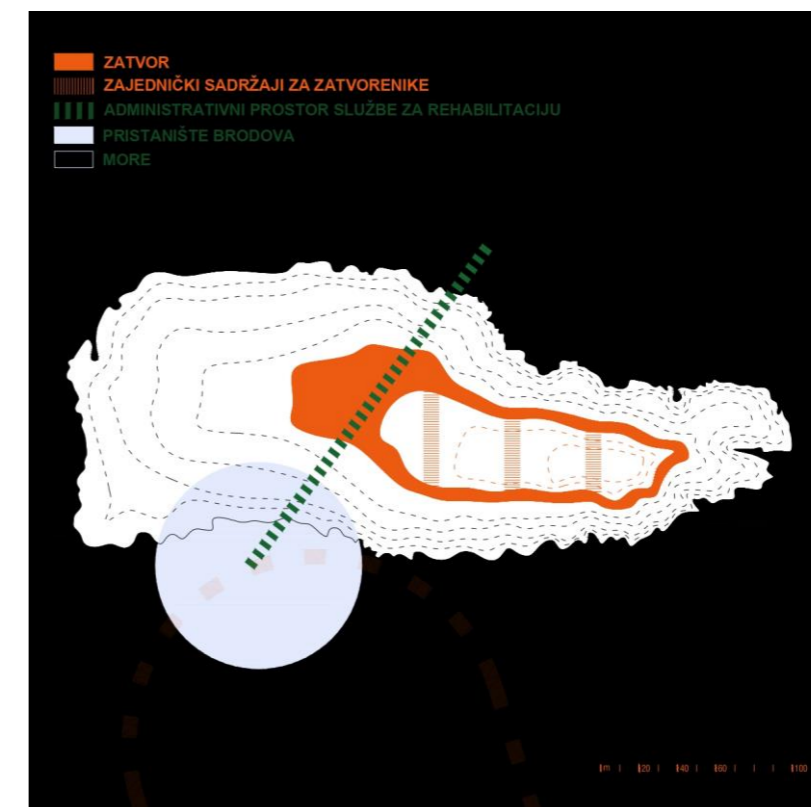 ZATVOR
ZAJEDNIČKI SADRŽAJI ZA ZATVORENIKE
ADMINISTRATIVNI PROSTOR SLUŽBE ZA REHABILITACIJU
PRISTANIŠTE BRODOVA
MORE
m 20 40 60 100